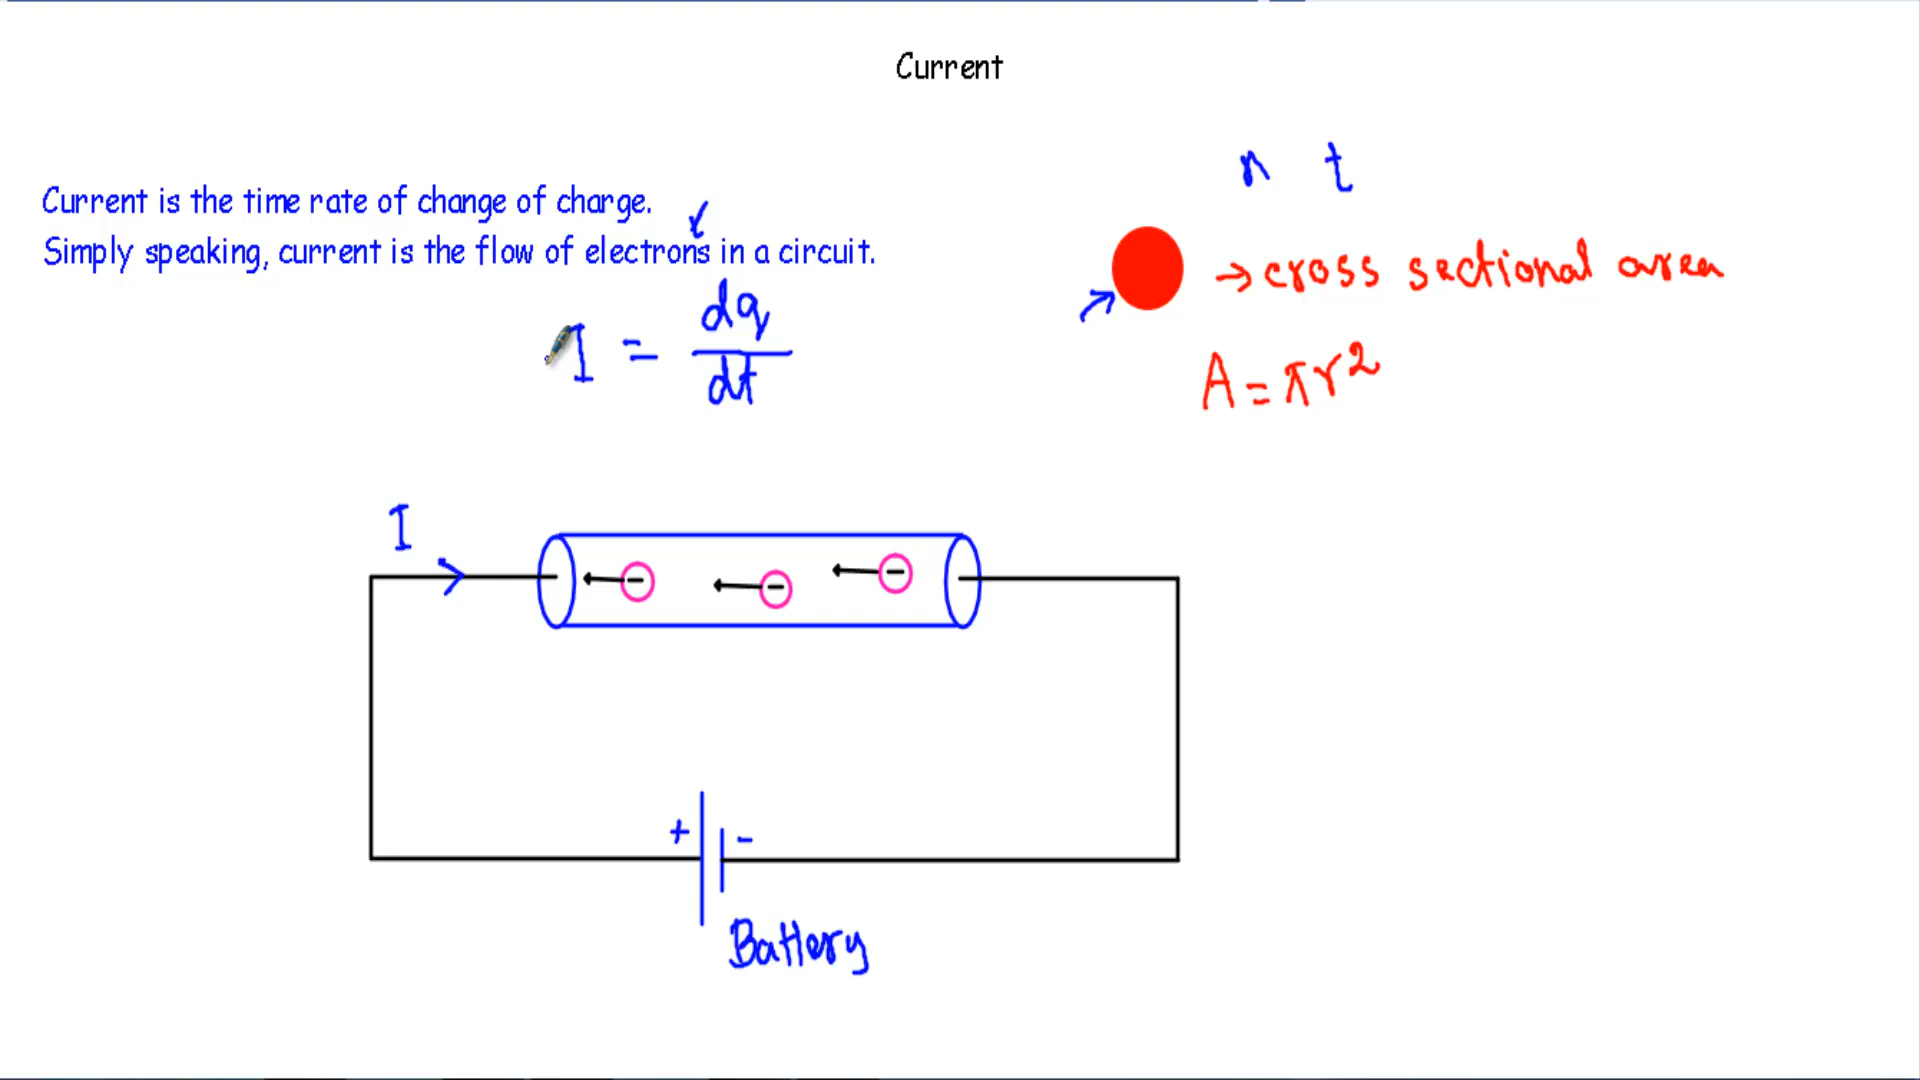 Current
n t
Current is the time rate of change of charge.
Simply speaking, current is the flow of electrons in a circuit.
→ cross sectional area
I = dq/dt
A = πr²
I
− − −
+ −
Battery